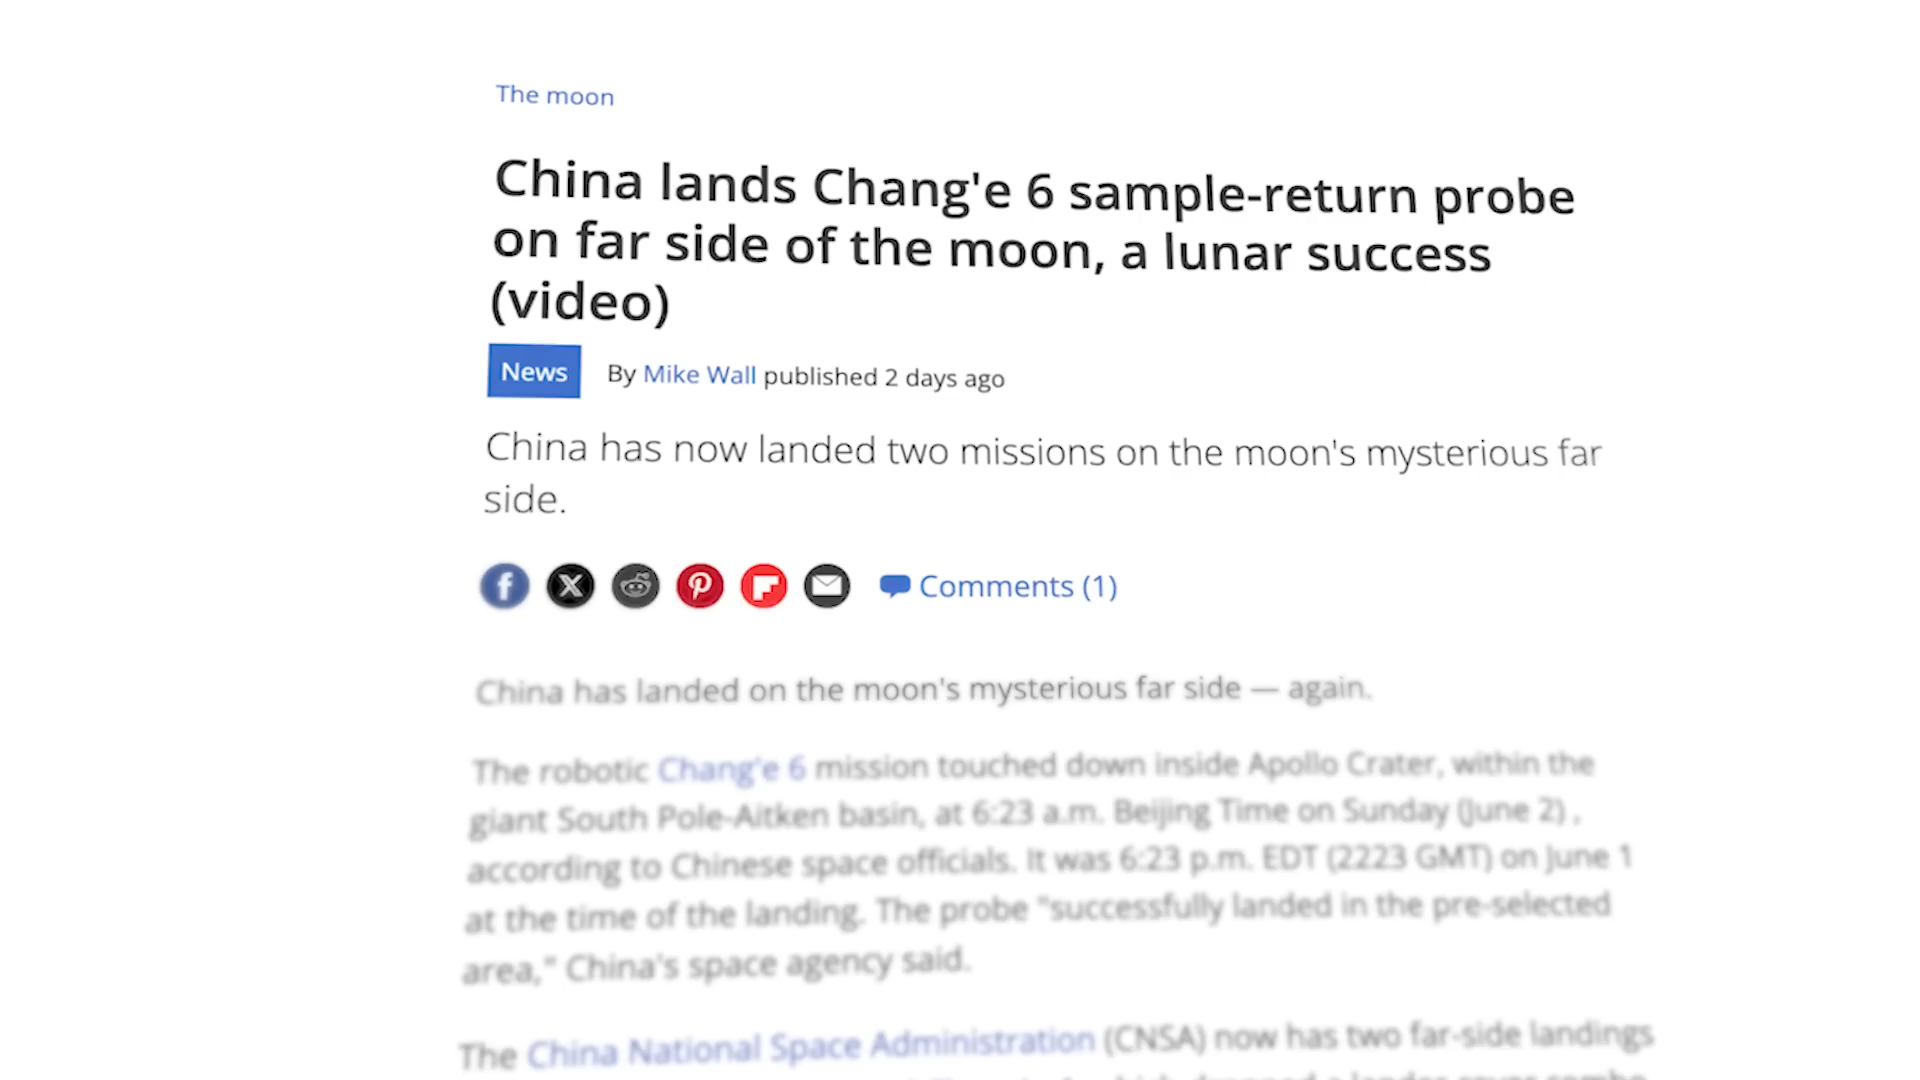 The moon
China lands Chang'e 6 sample-return probe
on far side of the moon, a lunar success
(video)
News By Mike Wall published 2 days ago
China has now landed two missions on the moon's mysterious far
side.
Comments (1)
China has landed on the moon's mysterious far side — again.
The robotic Chang'e 6 mission touched down inside Apollo Crater, within the
giant South Pole-Aitken basin, at 6:23 a.m. Beijing Time on Sunday (June 2) ,
according to Chinese space officials. It was 6:23 p.m. EDT (2223 GMT) on June 1
at the time of the landing. The probe "successfully landed in the pre-selected
area," China's space agency said.
The China National Space Administration (CNSA) now has two far-side landings